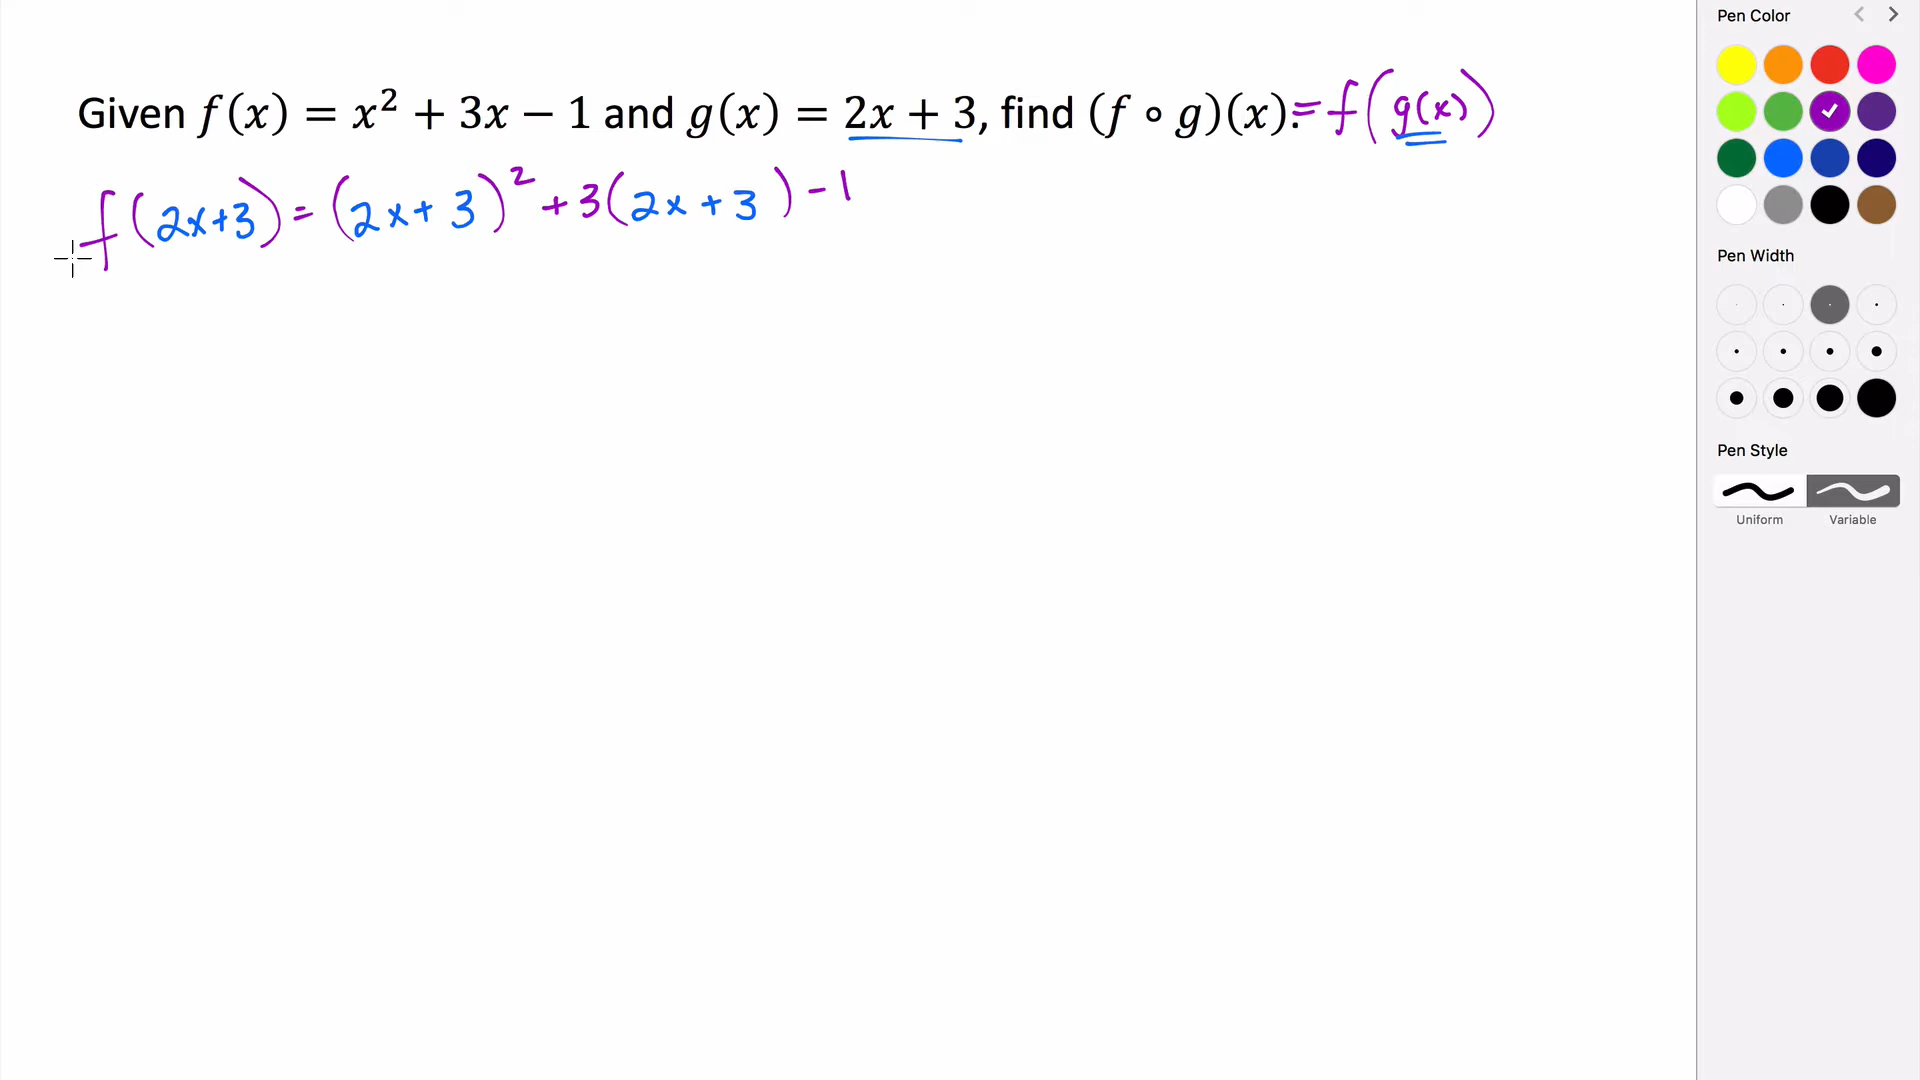 Given f(x) = x² + 3x − 1 and g(x) = 2x + 3, find (f ∘ g)(x). = f(g(x))
f(2x+3) = (2x+3)² + 3(2x+3) − 1
Pen Color
Pen Width
Pen Style
Uniform Variable